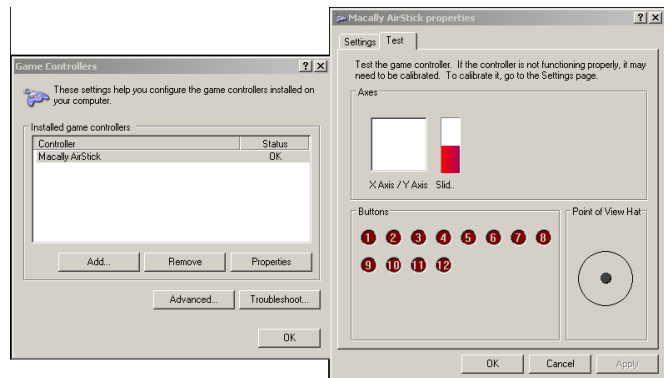 Game Controllers
These settings help you configure the game controllers installed on
your computer.
Installed game controllers
Controller Status
Macally AirStick OK
Add... Remove Properties
Advanced... Troubleshoot...
OK
Macally AirStick properties
Settings Test
Test the game controller. If the controller is not functioning properly, it may
need to be calibrated. To calibrate it, go to the Settings page.
Axes
X Axis / Y Axis Slid..
Buttons
1 2 3 4 5 6 7 8
9 10 11 12
Point of View Hat
OK Cancel Apply